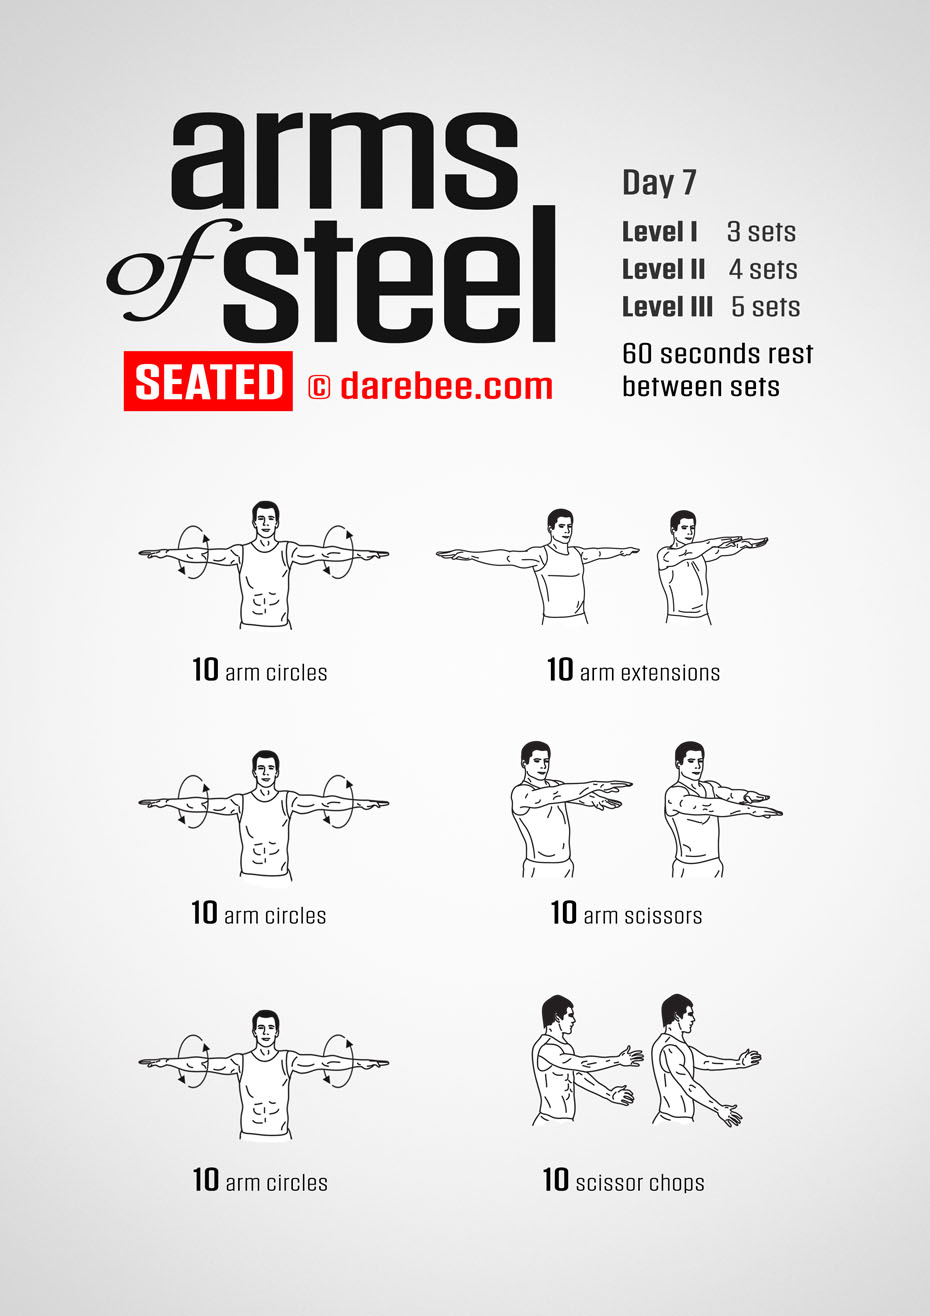 arms
of steel
SEATED © darebee.com
Day 7
Level I 3 sets
Level II 4 sets
Level III 5 sets
60 seconds rest
between sets
10 arm circles
10 arm extensions
10 arm circles
10 arm scissors
10 arm circles
10 scissor chops